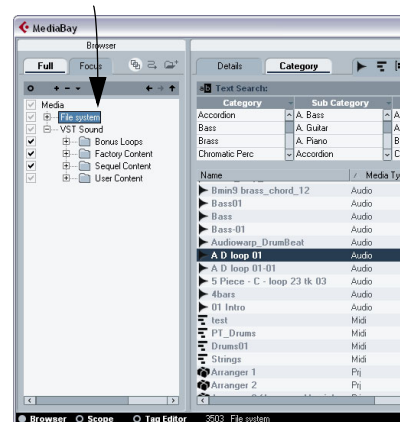 MediaBay
Browser
Full Focus
Details Category
Text Search:
Category Sub Category
Accordion A. Bass A
Bass A. Guitar A
Brass A. Piano B
Chromatic Perc Accordion C
Media
File system
VST Sound
Bonus Loops
Factory Content
Sequel Content
User Content
Name Media Ty
Bmin9 brass_chord_12 Audio
Bass01 Audio
Bass Audio
Bass-01 Audio
Audiowarp_DrumBeat Audio
A D loop 01 Audio
A D loop 01-01 Audio
5 Piece - C - loop 23 tk 03 Audio
4bars Audio
01 Intro Audio
test Midi
PT_Drums Midi
Drums01 Midi
Strings Midi
Arranger 1 Prj
Arranger 2 Prj
Browser Scope Tag Editor 3503 File system